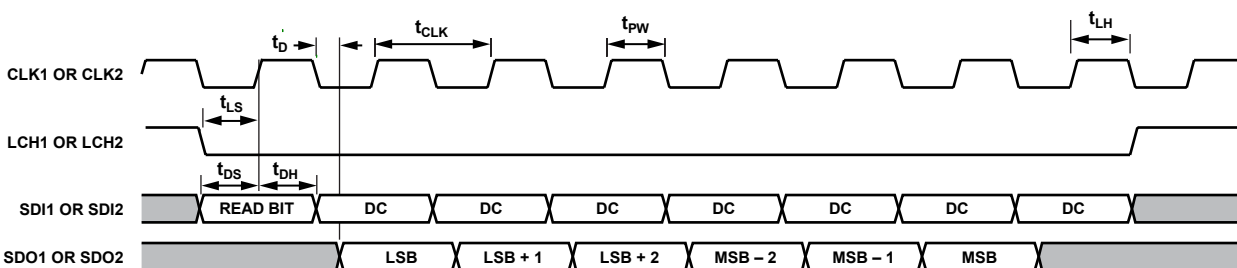 tD tCLK tPW tLH
CLK1 OR CLK2
tLS
LCH1 OR LCH2
tDS tDH
SDI1 OR SDI2 READ BIT DC DC DC DC DC DC DC
SDO1 OR SDO2 LSB LSB + 1 LSB + 2 MSB – 2 MSB – 1 MSB